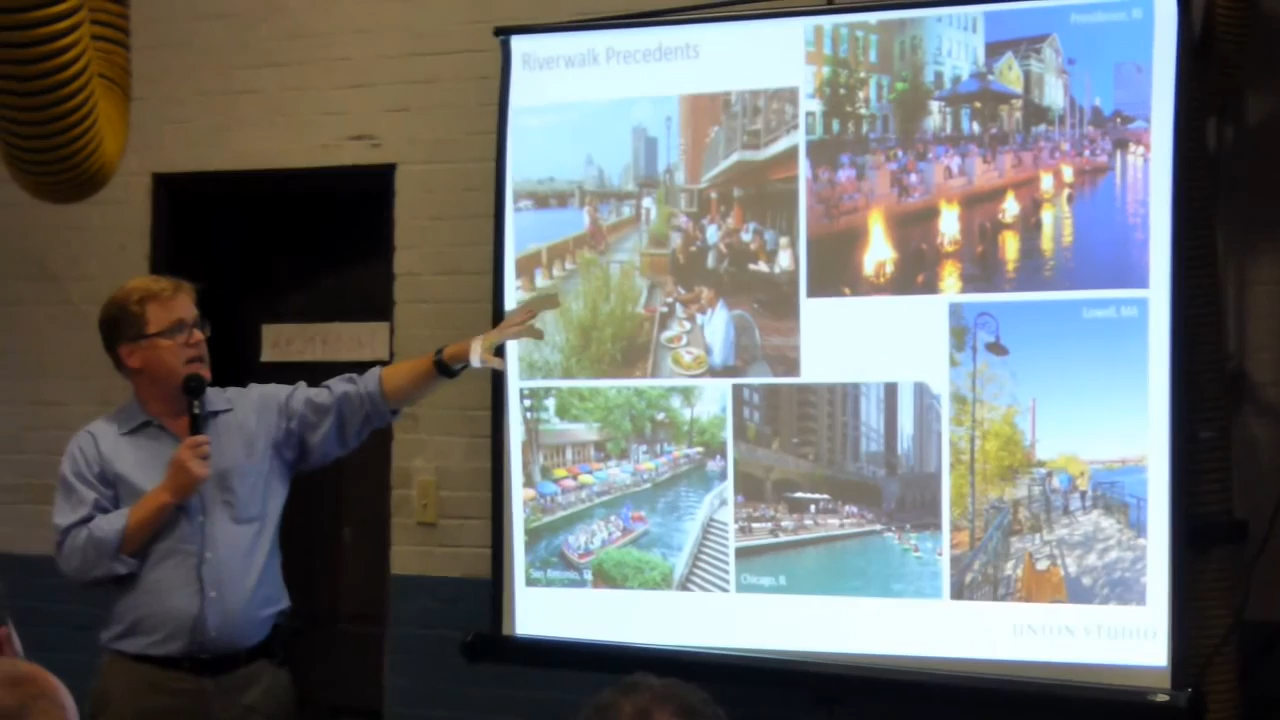 Riverwalk Precedents
Providence, RI
Lowell, MA
San Antonio, TX
Chicago, IL
UNION STUDIO